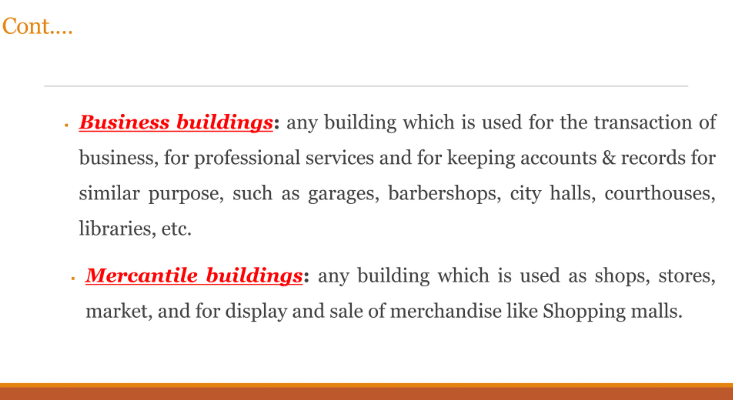 Cont....
▪ Business buildings: any building which is used for the transaction of
business, for professional services and for keeping accounts & records for
similar purpose, such as garages, barbershops, city halls, courthouses,
libraries, etc.
▪ Mercantile buildings: any building which is used as shops, stores,
market, and for display and sale of merchandise like Shopping malls.